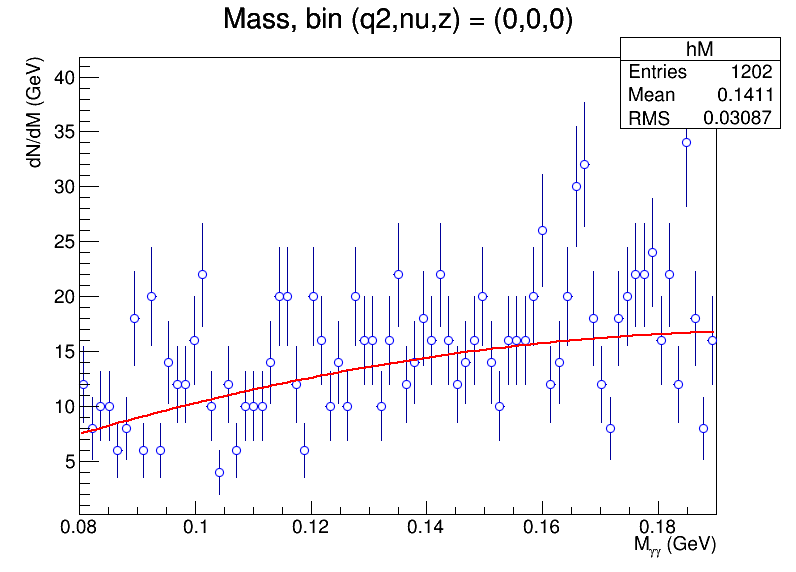 Mass, bin (q2,nu,z) = (0,0,0)
hM
Entries 1202
Mean 0.1411
RMS 0.03087
dN/dM (GeV)
40
35
30
25
20
15
10
5
0.08 0.1 0.12 0.14 0.16 0.18
Mγγ (GeV)